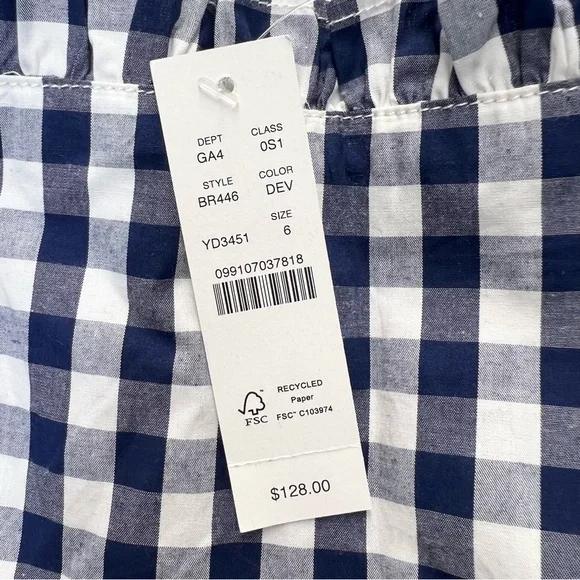 DEPT CLASS
GA4 0S1
STYLE COLOR
BR446 DEV
SIZE
YD3451 6
099107037818
RECYCLED
Paper
FSC™ C103974
FSC
$128.00